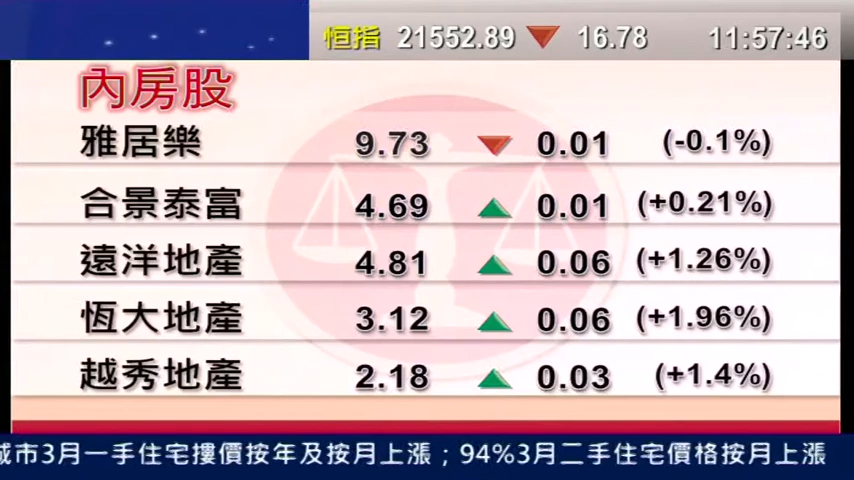 恒指 21552.89 ▼ 16.78 11:57:46
內房股
雅居樂 9.73 ▼ 0.01 (-0.1%)
合景泰富 4.69 ▲ 0.01 (+0.21%)
遠洋地產 4.81 ▲ 0.06 (+1.26%)
恆大地產 3.12 ▲ 0.06 (+1.96%)
越秀地產 2.18 ▲ 0.03 (+1.4%)
城市3月一手住宅摟價按年及按月上漲；94%3月二手住宅價格按月上漲